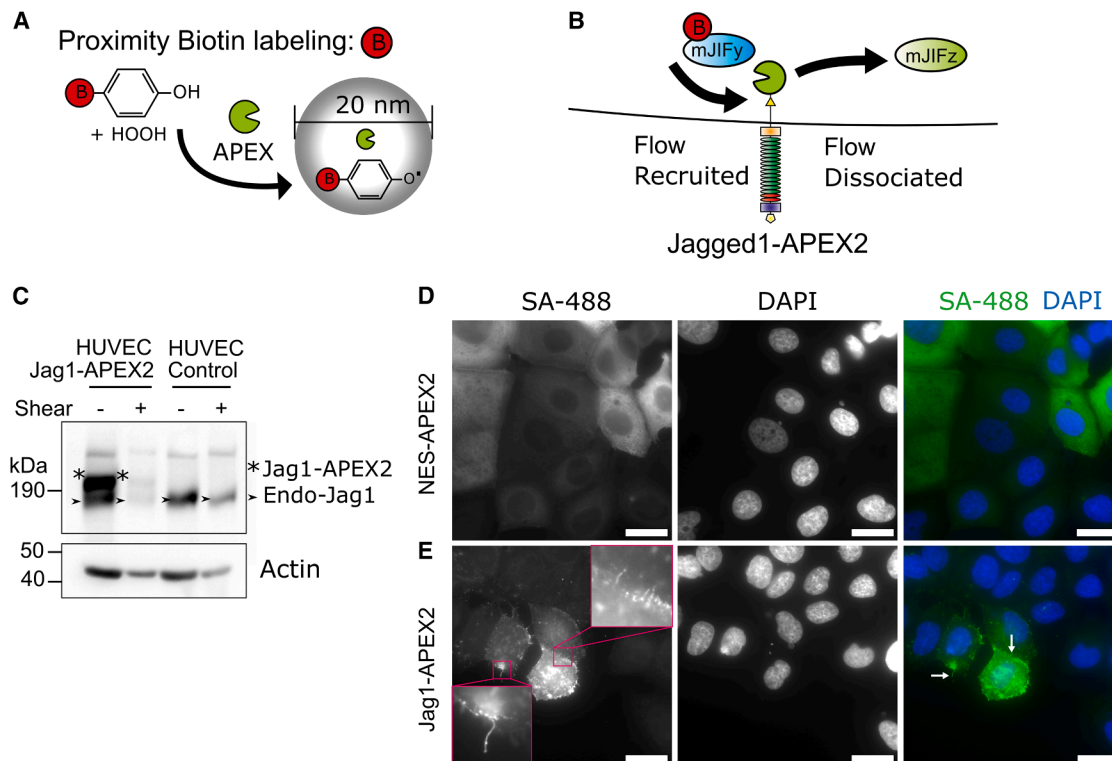 A
Proximity Biotin labeling: B
B
OH
+ HOOH
APEX
20 nm
B
O•
B
B
mJIFy
mJIFz
Flow
Recruited
Flow
Dissociated
Jagged1-APEX2
C
HUVEC
Jag1-APEX2
HUVEC
Control
Shear - + - +
kDa
190
* *
*Jag1-APEX2
Endo-Jag1
50
40
Actin
D
SA-488
DAPI
SA-488 DAPI
NES-APEX2
E
Jag1-APEX2